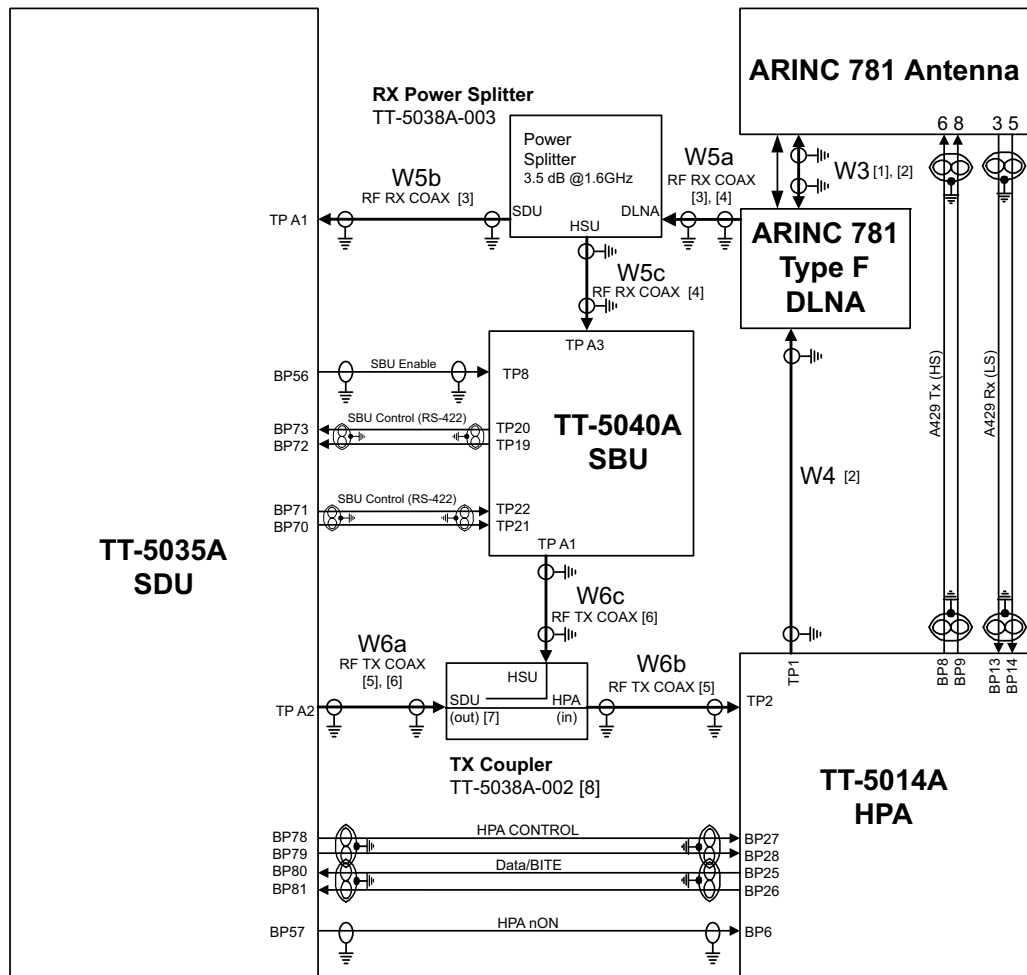 ARINC 781 Antenna
6 8 3 5
RX Power Splitter
TT-5038A-003
Power
Splitter
3.5 dB @1.6GHz
SDU
HSU
DLNA
W5b
RF RX COAX [3]
W5a
RF RX COAX
[3], [4]
W3 [1], [2]
TP A1
ARINC 781
Type F
DLNA
W5c
RF RX COAX [4]
TP A3
BP56
SBU Enable
TP8
BP73
BP72
SBU Control (RS-422)
TP20
TP19
TT-5040A
SBU
BP71
BP70
SBU Control (RS-422)
TP22
TP21
TP A1
A429 Tx (HS)
A429 Rx (LS)
W4 [2]
TT-5035A
SDU
W6c
RF TX COAX [6]
W6a
RF TX COAX
[5], [6]
W6b
RF TX COAX [5]
HSU
SDU
(out) [7]
HPA
(in)
TP A2
TP2
TP1
BP8
BP9
BP13
BP14
TX Coupler
TT-5038A-002 [8]
TT-5014A
HPA
BP78
BP79
BP80
BP81
HPA CONTROL
Data/BITE
BP27
BP28
BP25
BP26
BP57
HPA nON
BP6